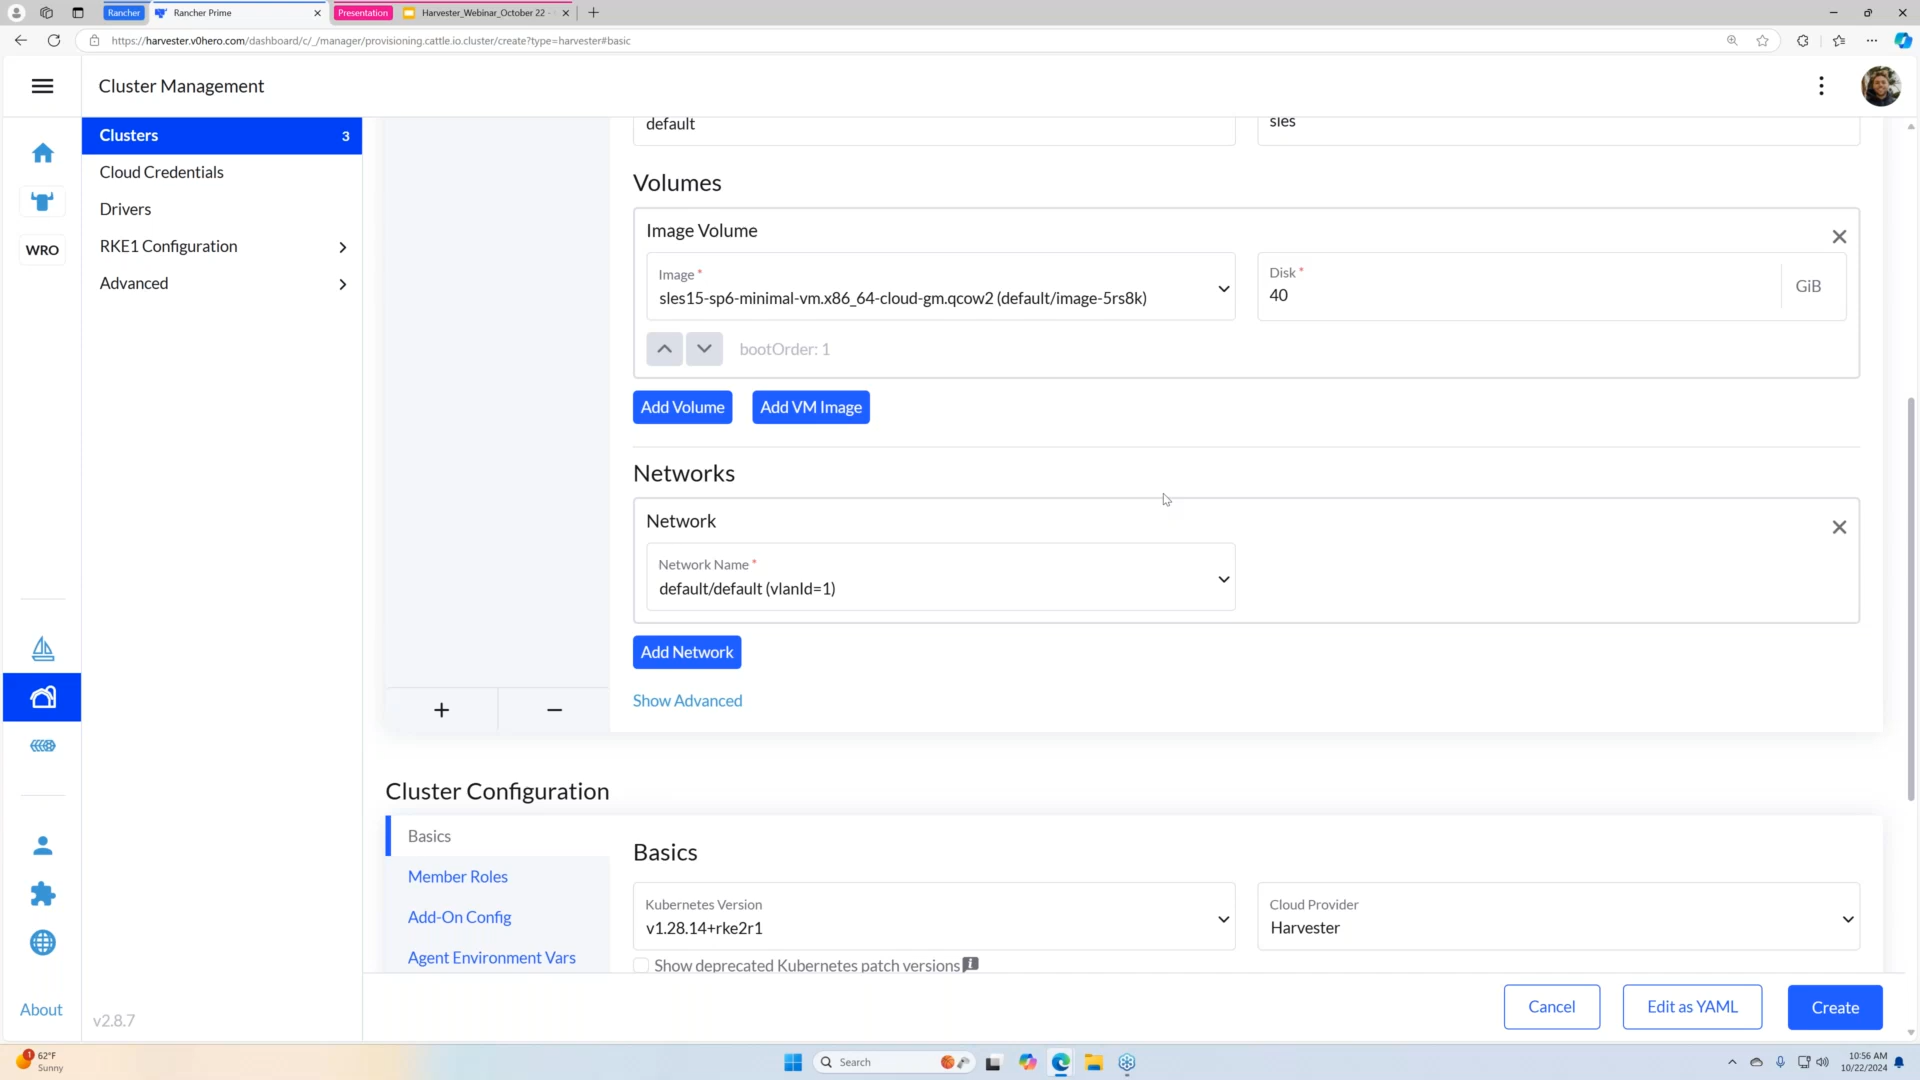 Rancher
Rancher Prime
Presentation
Harvester_Webinar_October 22 -
https://harvester.v0hero.com/dashboard/c/_/manager/provisioning.cattle.io.cluster/create?type=harvester#basic
Cluster Management
Clusters 3
Cloud Credentials
Drivers
RKE1 Configuration
Advanced
WRO
About
v2.8.7
default
sles
Volumes
Image Volume
Image *
sles15-sp6-minimal-vm.x86_64-cloud-gm.qcow2 (default/image-5rs8k)
Disk *
40
GiB
bootOrder: 1
Add Volume
Add VM Image
Networks
Network
Network Name *
default/default (vlanId=1)
Add Network
Show Advanced
Cluster Configuration
Basics
Member Roles
Add-On Config
Agent Environment Vars
Basics
Kubernetes Version
v1.28.14+rke2r1
Cloud Provider
Harvester
Show deprecated Kubernetes patch versions
Cancel
Edit as YAML
Create
1
62°F
Sunny
Search
10:56 AM
10/22/2024